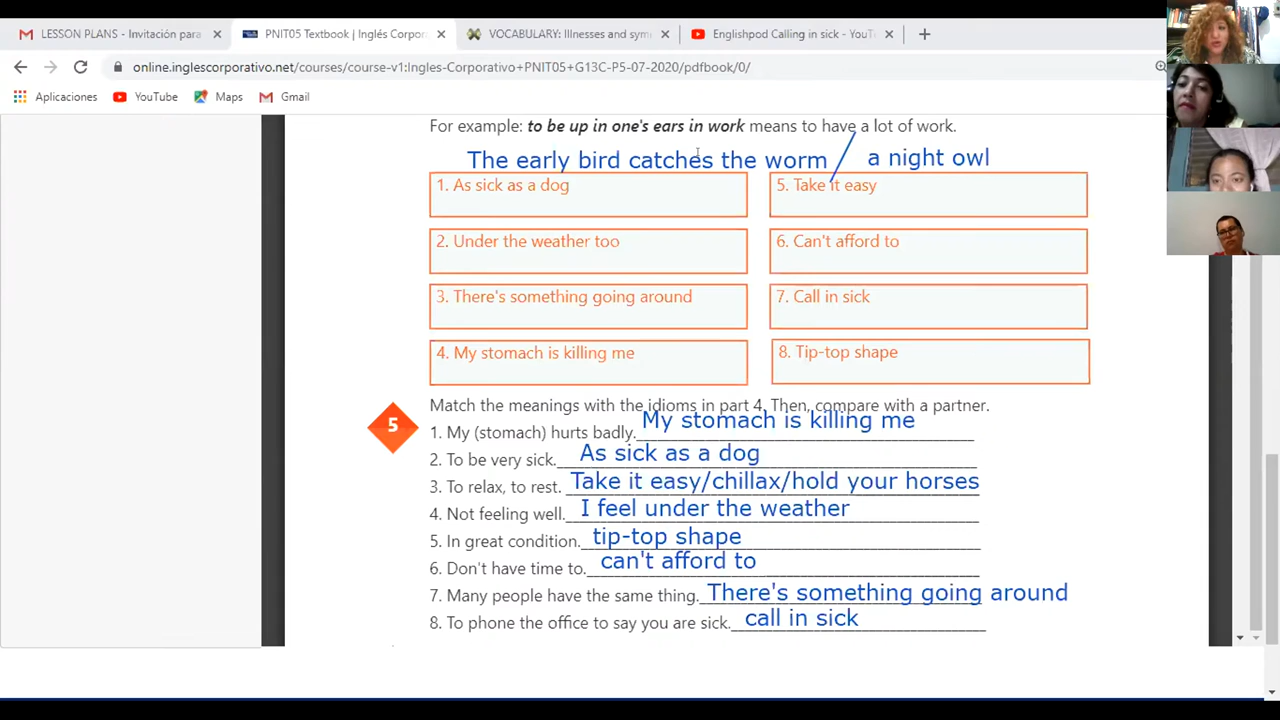 LESSON PLANS - Invitación para
PNIT05 Textbook | Inglés Corpor
VOCABULARY: Illnesses and sym
Englishpod Calling in sick - YouT
online.inglescorporativo.net/courses/course-v1:Ingles-Corporativo+PNIT05+G13C-P5-07-2020/pdfbook/0/
Aplicaciones YouTube Maps Gmail
For example: to be up in one's ears in work means to have a lot of work.
The early bird catches the worm / a night owl
1. As sick as a dog
5. Take it easy
2. Under the weather too
6. Can't afford to
3. There's something going around
7. Call in sick
4. My stomach is killing me
8. Tip-top shape
5
Match the meanings with the idioms in part 4. Then, compare with a partner.
1. My (stomach) hurts badly. My stomach is killing me
2. To be very sick. As sick as a dog
3. To relax, to rest. Take it easy/chillax/hold your horses
4. Not feeling well. I feel under the weather
5. In great condition. tip-top shape
6. Don't have time to. can't afford to
7. Many people have the same thing. There's something going around
8. To phone the office to say you are sick. call in sick